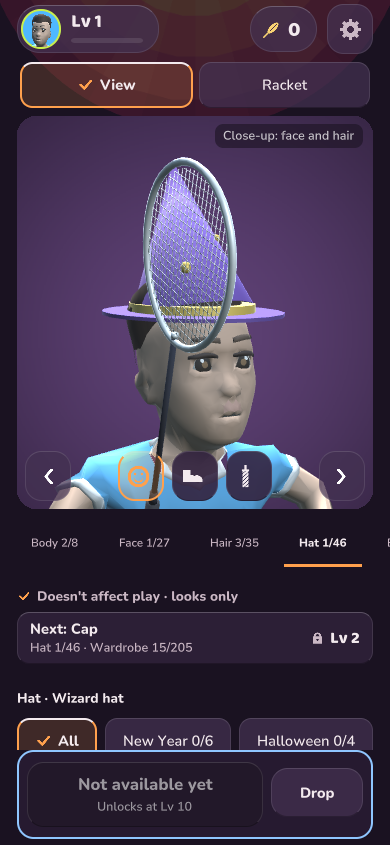 Lv 1
0
View
Racket
Close-up: face and hair
Body 2/8
Face 1/27
Hair 3/35
Hat 1/46
Doesn't affect play · looks only
Next: Cap
Hat 1/46 · Wardrobe 15/205
Lv 2
Hat · Wizard hat
All
New Year 0/6
Halloween 0/4
Not available yet
Unlocks at Lv 10
Drop